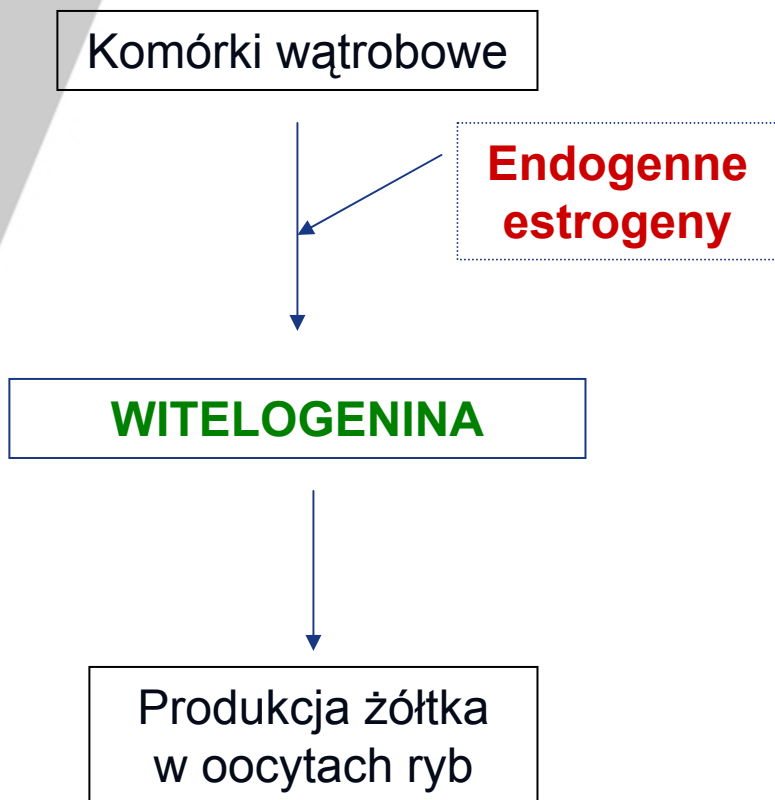 Komórki wątrobowe
Endogenne
estrogeny
WITELOGENINA
Produkcja żółtka
w oocytach ryb